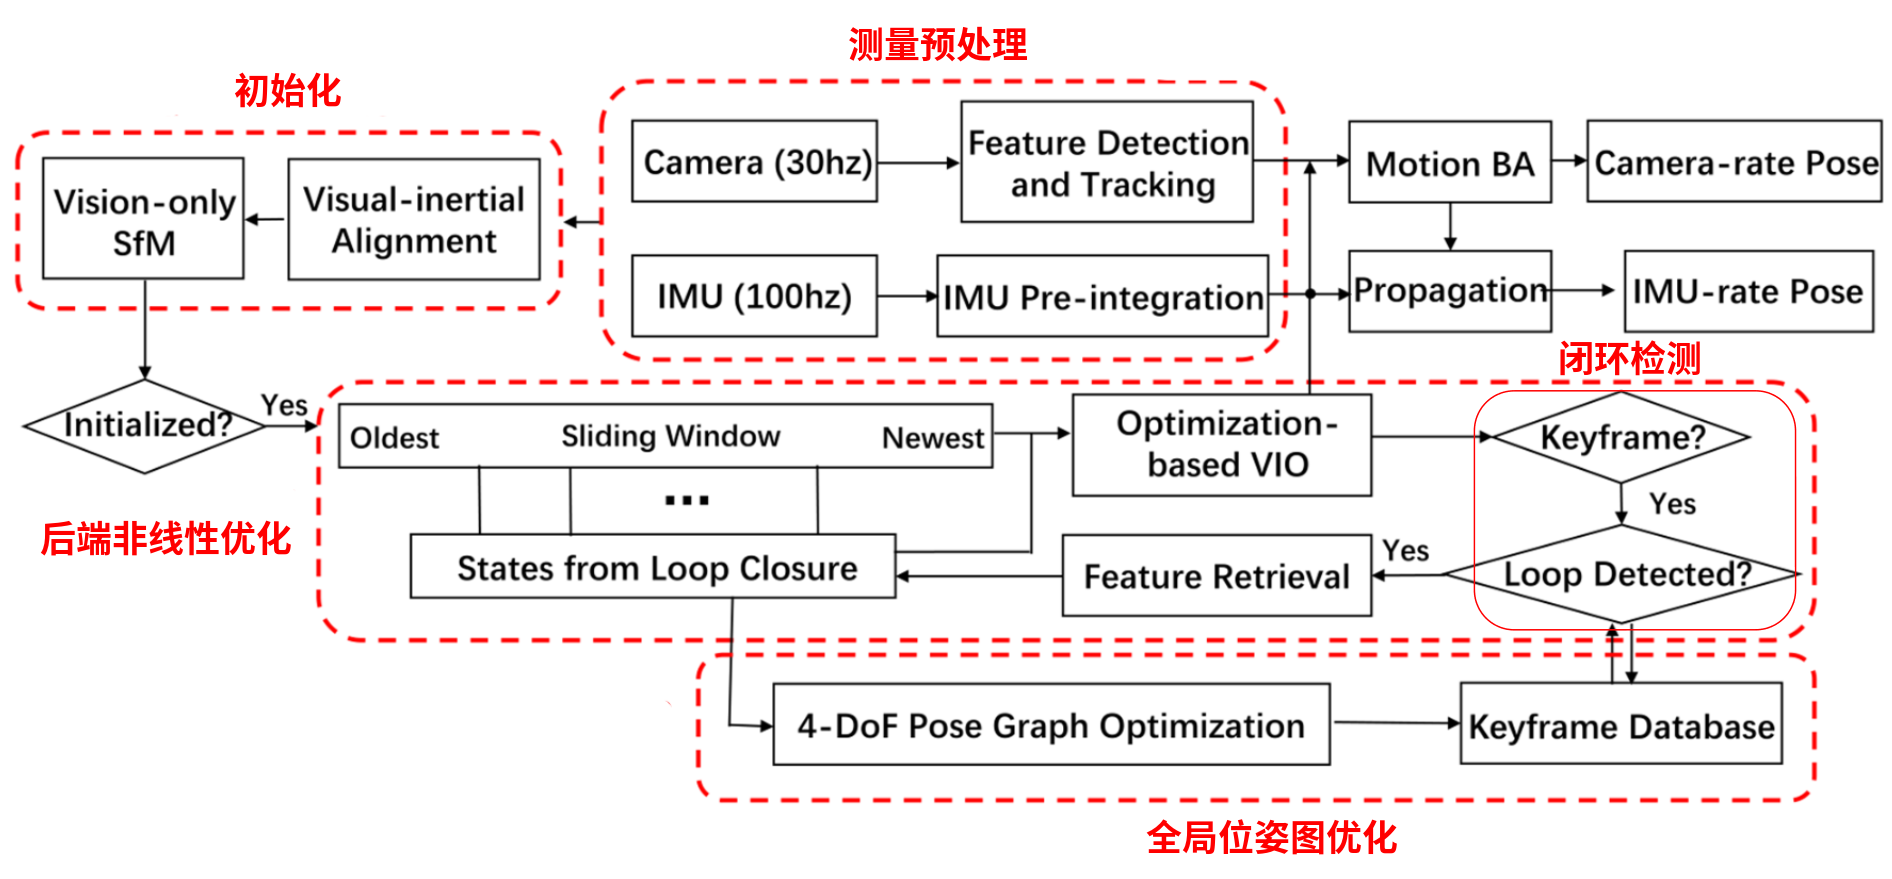 测量预处理
初始化
Camera (30hz)
Feature Detection
and Tracking
Motion BA
Camera-rate Pose
Vision-only
SfM
Visual-inertial
Alignment
IMU (100hz)
IMU Pre-integration
Propagation
IMU-rate Pose
闭环检测
Initialized?
Yes
Oldest
Sliding Window
Newest
Optimization-
based VIO
Keyframe?
...
Yes
后端非线性优化
States from Loop Closure
Feature Retrieval
Yes
Loop Detected?
4-DoF Pose Graph Optimization
Keyframe Database
全局位姿图优化